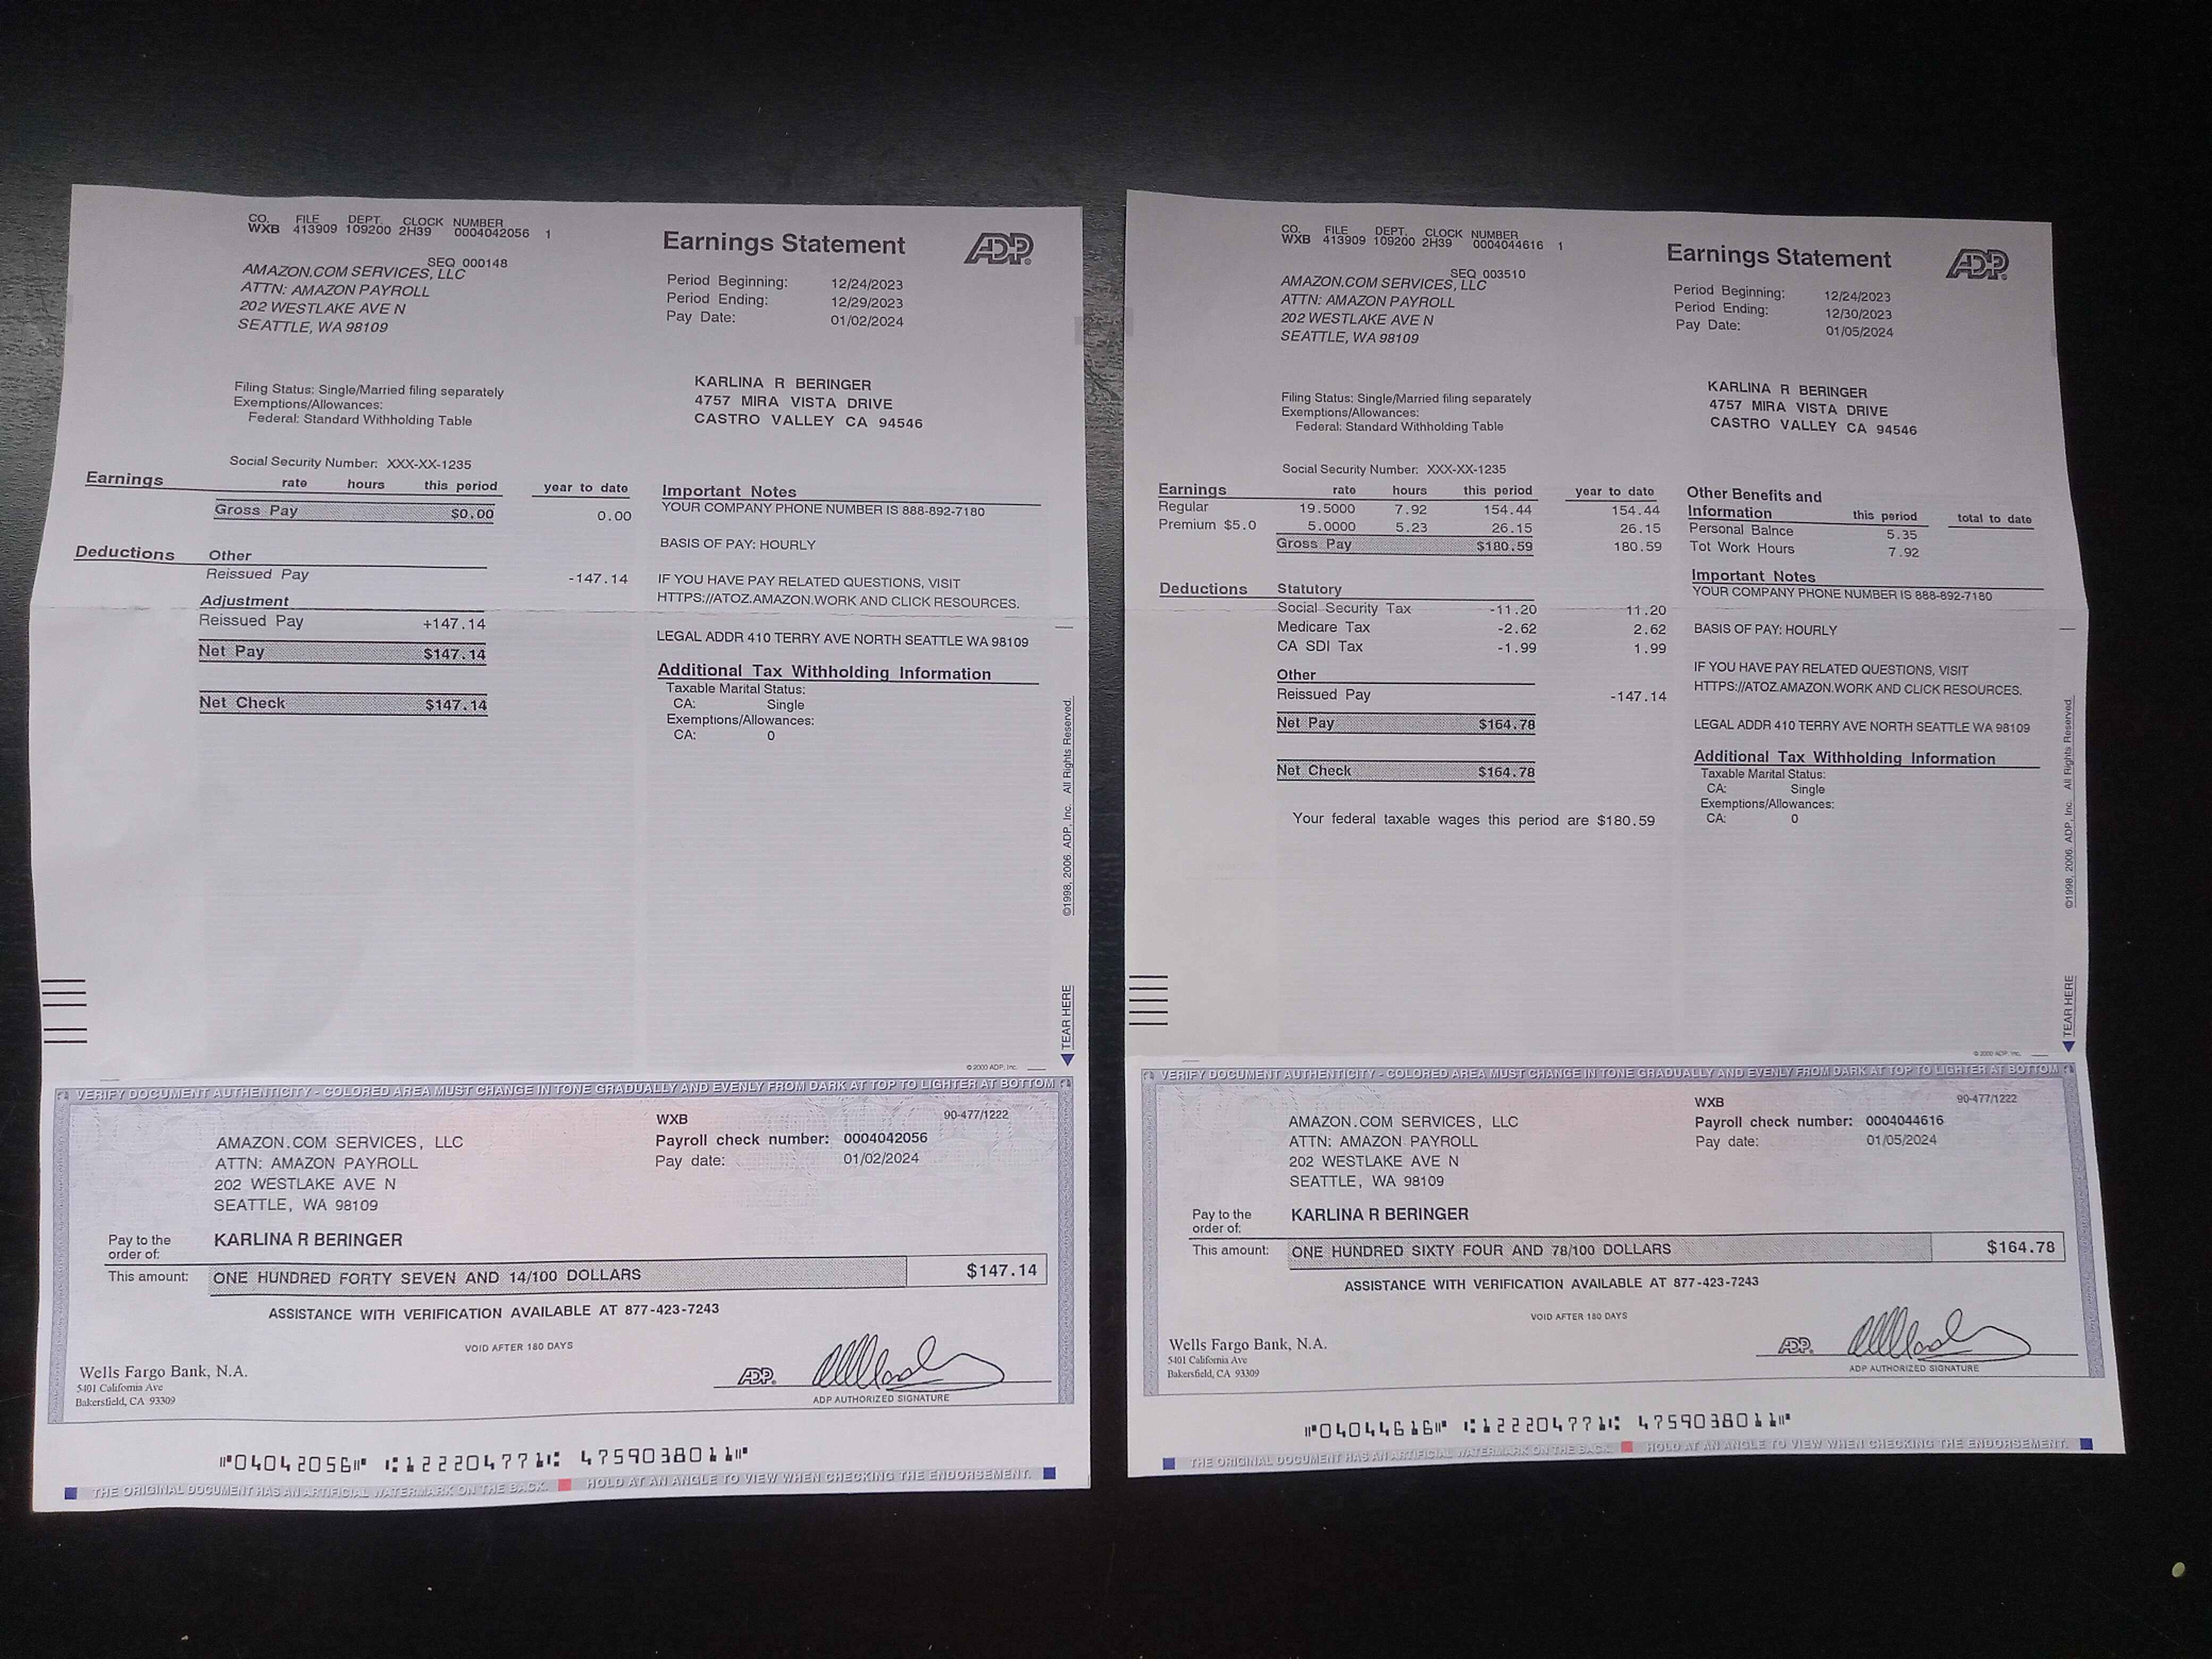 CO. FILE DEPT. CLOCK NUMBER
WXB 413909 109200 2H39 0004042056 1
SEQ 000148
AMAZON.COM SERVICES, LLC
ATTN: AMAZON PAYROLL
202 WESTLAKE AVE N
SEATTLE, WA 98109
Earnings Statement
ADP
Period Beginning: 12/24/2023
Period Ending: 12/29/2023
Pay Date: 01/02/2024
Filing Status: Single/Married filing separately
Exemptions/Allowances:
Federal: Standard Withholding Table
KARLINA R BERINGER
4757 MIRA VISTA DRIVE
CASTRO VALLEY CA 94546
Social Security Number: XXX-XX-1235
Earnings rate hours this period year to date
Gross Pay $0.00 0.00
Deductions Other
Reissued Pay -147.14
Adjustment
Reissued Pay +147.14
Net Pay $147.14
Net Check $147.14
Important Notes
YOUR COMPANY PHONE NUMBER IS 888-892-7180
BASIS OF PAY: HOURLY
IF YOU HAVE PAY RELATED QUESTIONS, VISIT
HTTPS://ATOZ.AMAZON.WORK AND CLICK RESOURCES.
LEGAL ADDR 410 TERRY AVE NORTH SEATTLE WA 98109
Additional Tax Withholding Information
Taxable Marital Status:
CA: Single
Exemptions/Allowances:
CA: 0
©1998, 2006. ADP, Inc. All Rights Reserved.
TEAR HERE
© 2000 ADP, Inc.
VERIFY DOCUMENT AUTHENTICITY - COLORED AREA MUST CHANGE IN TONE GRADUALLY AND EVENLY FROM DARK AT TOP TO LIGHTER AT BOTTOM
90-477/1222
AMAZON.COM SERVICES, LLC
ATTN: AMAZON PAYROLL
202 WESTLAKE AVE N
SEATTLE, WA 98109
WXB
Payroll check number: 0004042056
Pay date: 01/02/2024
Pay to the
order of: KARLINA R BERINGER
This amount: ONE HUNDRED FORTY SEVEN AND 14/100 DOLLARS $147.14
ASSISTANCE WITH VERIFICATION AVAILABLE AT 877-423-7243
VOID AFTER 180 DAYS
Wells Fargo Bank, N.A.
5401 California Ave
Bakersfield, CA 93309
ADP
ADP AUTHORIZED SIGNATURE
⑈04042056⑈ ⑆122204771⑆ 4759038011⑈
THE ORIGINAL DOCUMENT HAS AN ARTIFICIAL WATERMARK ON THE BACK. HOLD AT AN ANGLE TO VIEW WHEN CHECKING THE ENDORSEMENT.
CO. FILE DEPT. CLOCK NUMBER
WXB 413909 109200 2H39 0004044616 1
SEQ 003510
AMAZON.COM SERVICES, LLC
ATTN: AMAZON PAYROLL
202 WESTLAKE AVE N
SEATTLE, WA 98109
Earnings Statement
ADP
Period Beginning: 12/24/2023
Period Ending: 12/30/2023
Pay Date: 01/05/2024
Filing Status: Single/Married filing separately
Exemptions/Allowances:
Federal: Standard Withholding Table
KARLINA R BERINGER
4757 MIRA VISTA DRIVE
CASTRO VALLEY CA 94546
Social Security Number: XXX-XX-1235
Earnings rate hours this period year to date
Regular 19.5000 7.92 154.44 154.44
Premium $5.0 5.0000 5.23 26.15 26.15
Gross Pay $180.59 180.59
Deductions Statutory
Social Security Tax -11.20 11.20
Medicare Tax -2.62 2.62
CA SDI Tax -1.99 1.99
Other
Reissued Pay -147.14
Net Pay $164.78
Net Check $164.78
Your federal taxable wages this period are $180.59
Other Benefits and
Information this period total to date
Personal Balnce 5.35
Tot Work Hours 7.92
Important Notes
YOUR COMPANY PHONE NUMBER IS 888-892-7180
BASIS OF PAY: HOURLY
IF YOU HAVE PAY RELATED QUESTIONS, VISIT
HTTPS://ATOZ.AMAZON.WORK AND CLICK RESOURCES.
LEGAL ADDR 410 TERRY AVE NORTH SEATTLE WA 98109
Additional Tax Withholding Information
Taxable Marital Status:
CA: Single
Exemptions/Allowances:
CA: 0
©1998, 2006. ADP, Inc. All Rights Reserved.
TEAR HERE
© 2000 ADP, Inc.
VERIFY DOCUMENT AUTHENTICITY - COLORED AREA MUST CHANGE IN TONE GRADUALLY AND EVENLY FROM DARK AT TOP TO LIGHTER AT BOTTOM
90-477/1222
AMAZON.COM SERVICES, LLC
ATTN: AMAZON PAYROLL
202 WESTLAKE AVE N
SEATTLE, WA 98109
WXB
Payroll check number: 0004044616
Pay date: 01/05/2024
Pay to the
order of: KARLINA R BERINGER
This amount: ONE HUNDRED SIXTY FOUR AND 78/100 DOLLARS $164.78
ASSISTANCE WITH VERIFICATION AVAILABLE AT 877-423-7243
VOID AFTER 180 DAYS
Wells Fargo Bank, N.A.
5401 California Ave
Bakersfield, CA 93309
ADP
ADP AUTHORIZED SIGNATURE
⑈04044616⑈ ⑆122204771⑆ 4759038011⑈
THE ORIGINAL DOCUMENT HAS AN ARTIFICIAL WATERMARK ON THE BACK. HOLD AT AN ANGLE TO VIEW WHEN CHECKING THE ENDORSEMENT.